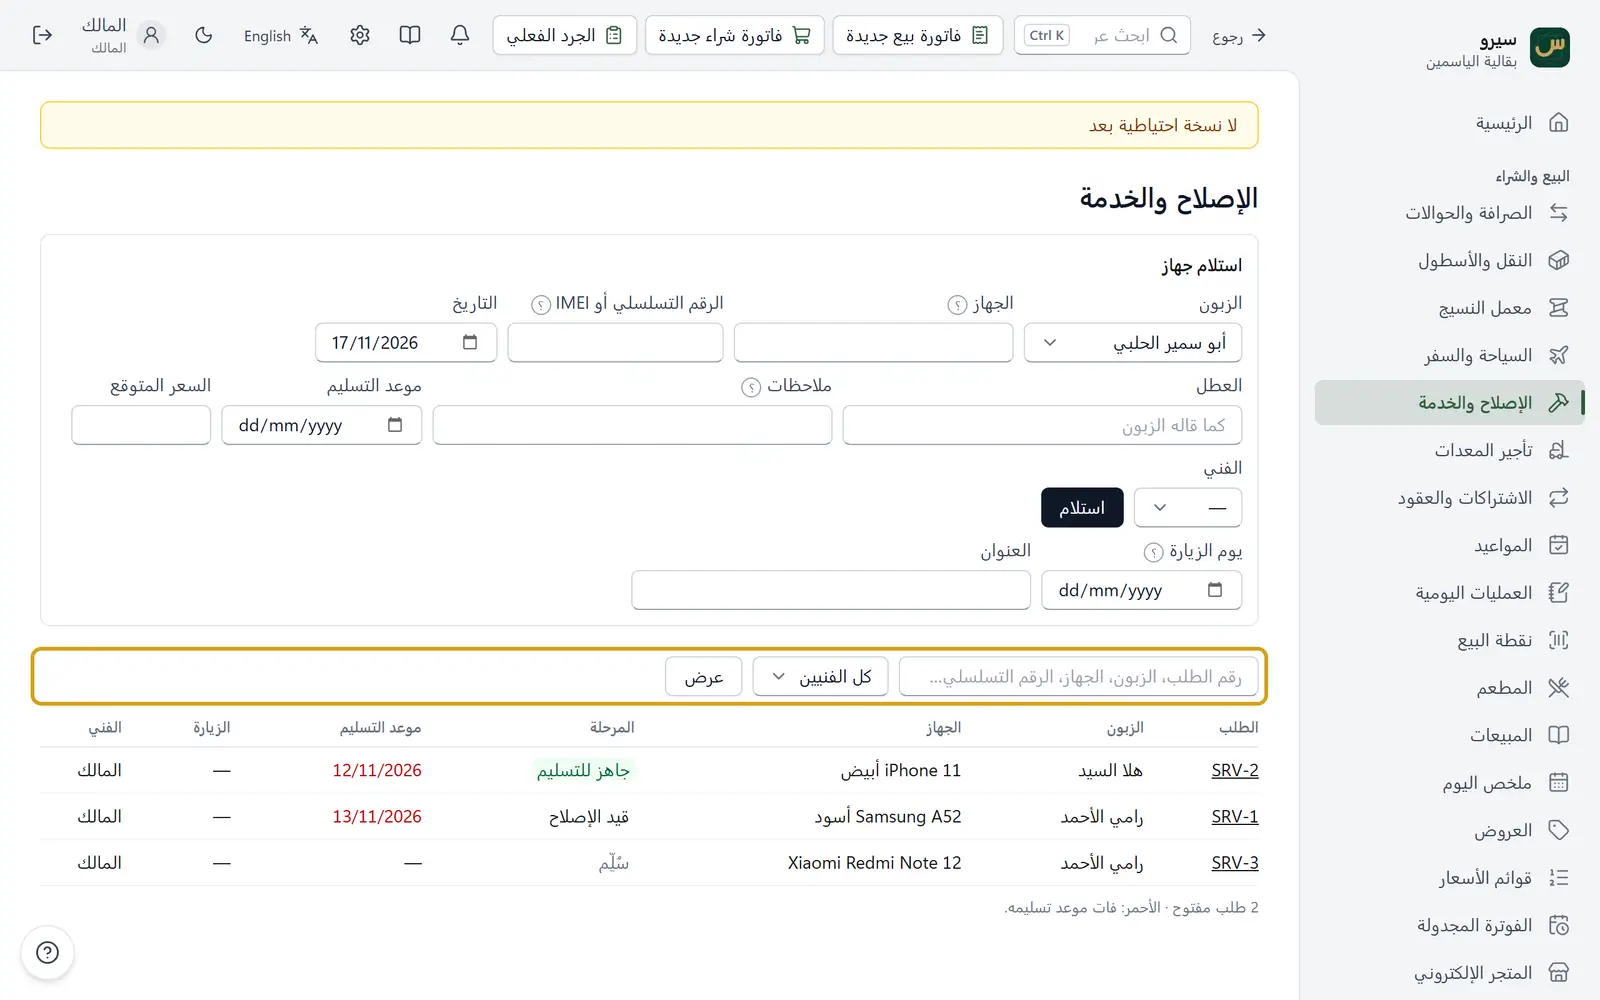 سيرو
بقالية الياسمين
رجوع
ابحث عر Ctrl K
فاتورة بيع جديدة
فاتورة شراء جديدة
الجرد الفعلي
English
المالك
المالك
الرئيسية
البيع والشراء
الصرافة والحوالات
النقل والأسطول
معمل النسيج
السياحة والسفر
الإصلاح والخدمة
تأجير المعدات
الاشتراكات والعقود
المواعيد
العمليات اليومية
نقطة البيع
المطعم
المبيعات
ملخص اليوم
العروض
قوائم الأسعار
الفوترة المجدولة
المتجر الإلكتروني
لا نسخة احتياطية بعد
الإصلاح والخدمة
استلام جهاز
الزبون الجهاز ؟ الرقم التسلسلي أو IMEI ؟ التاريخ
أبو سمير الحلبي 17/11/2026
العطل ملاحظات ؟ موعد التسليم السعر المتوقع
كما قاله الزبون dd/mm/yyyy
الفني
— استلام
يوم الزيارة ؟ العنوان
dd/mm/yyyy
رقم الطلب، الزبون، الجهاز، الرقم التسلسلي... كل الفنيين عرض
الطلب الزبون الجهاز المرحلة موعد التسليم الزيارة الفني
SRV-2 هلا السيد iPhone 11 أبيض جاهز للتسليم 12/11/2026 — المالك
SRV-1 رامي الأحمد Samsung A52 أسود قيد الإصلاح 13/11/2026 — المالك
SRV-3 رامي الأحمد Xiaomi Redmi Note 12 سُلِّم — — المالك
2 طلب مفتوح · الأحمر: فات موعد تسليمه.